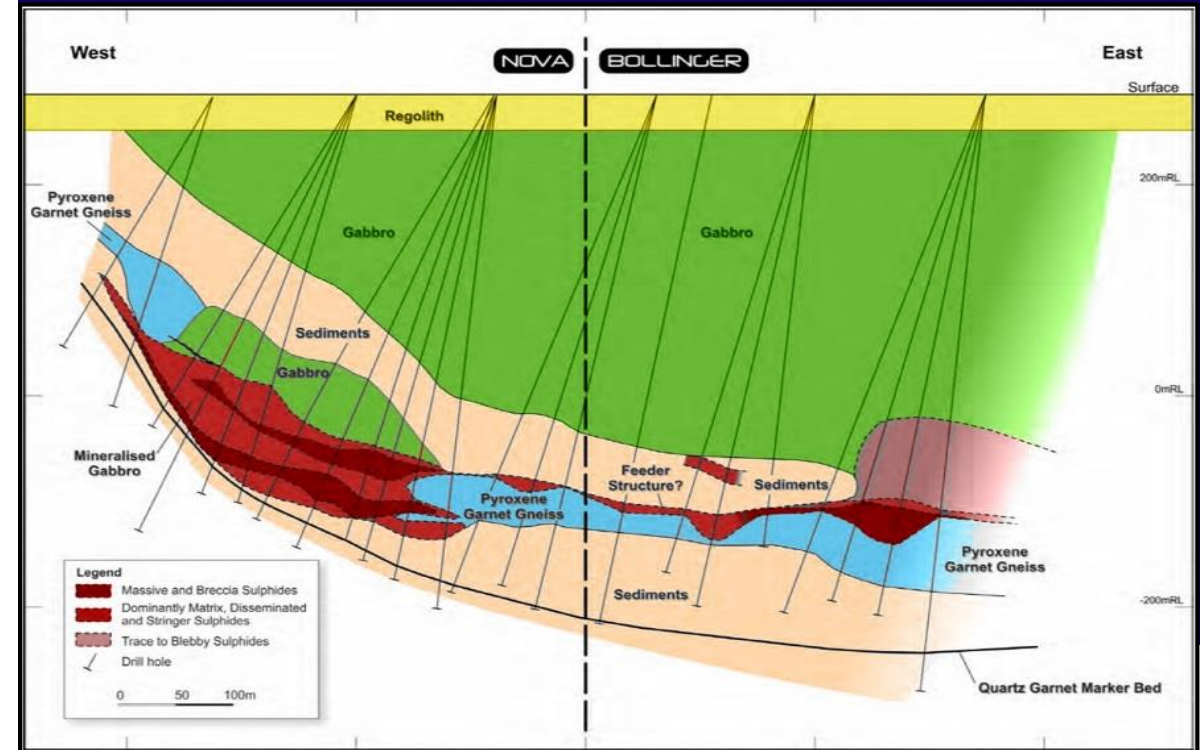 West
NOVA
BOLLINGER
East
Surface
Regolith
200mRL
Pyroxene
Garnet Gneiss
Gabbro
Gabbro
Sediments
Gabbro
0mRL
Mineralised
Gabbro
Feeder
Structure?
Sediments
Pyroxene
Garnet Gneiss
Pyroxene
Garnet Gneiss
Sediments
-200mRL
Legend
Massive and Breccia Sulphides
Dominantly Matrix, Disseminated
and Stringer Sulphides
Trace to Blebby Sulphides
Drill hole
0 50 100m
Quartz Garnet Marker Bed